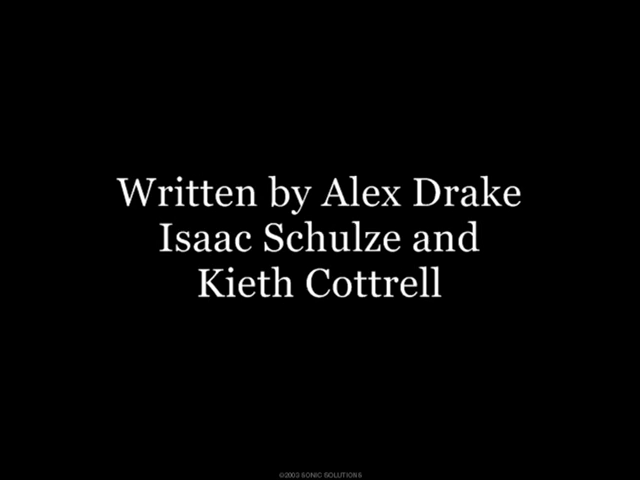 Written by Alex Drake
Isaac Schulze and
Kieth Cottrell
©2003 SONIC SOLUTIONS